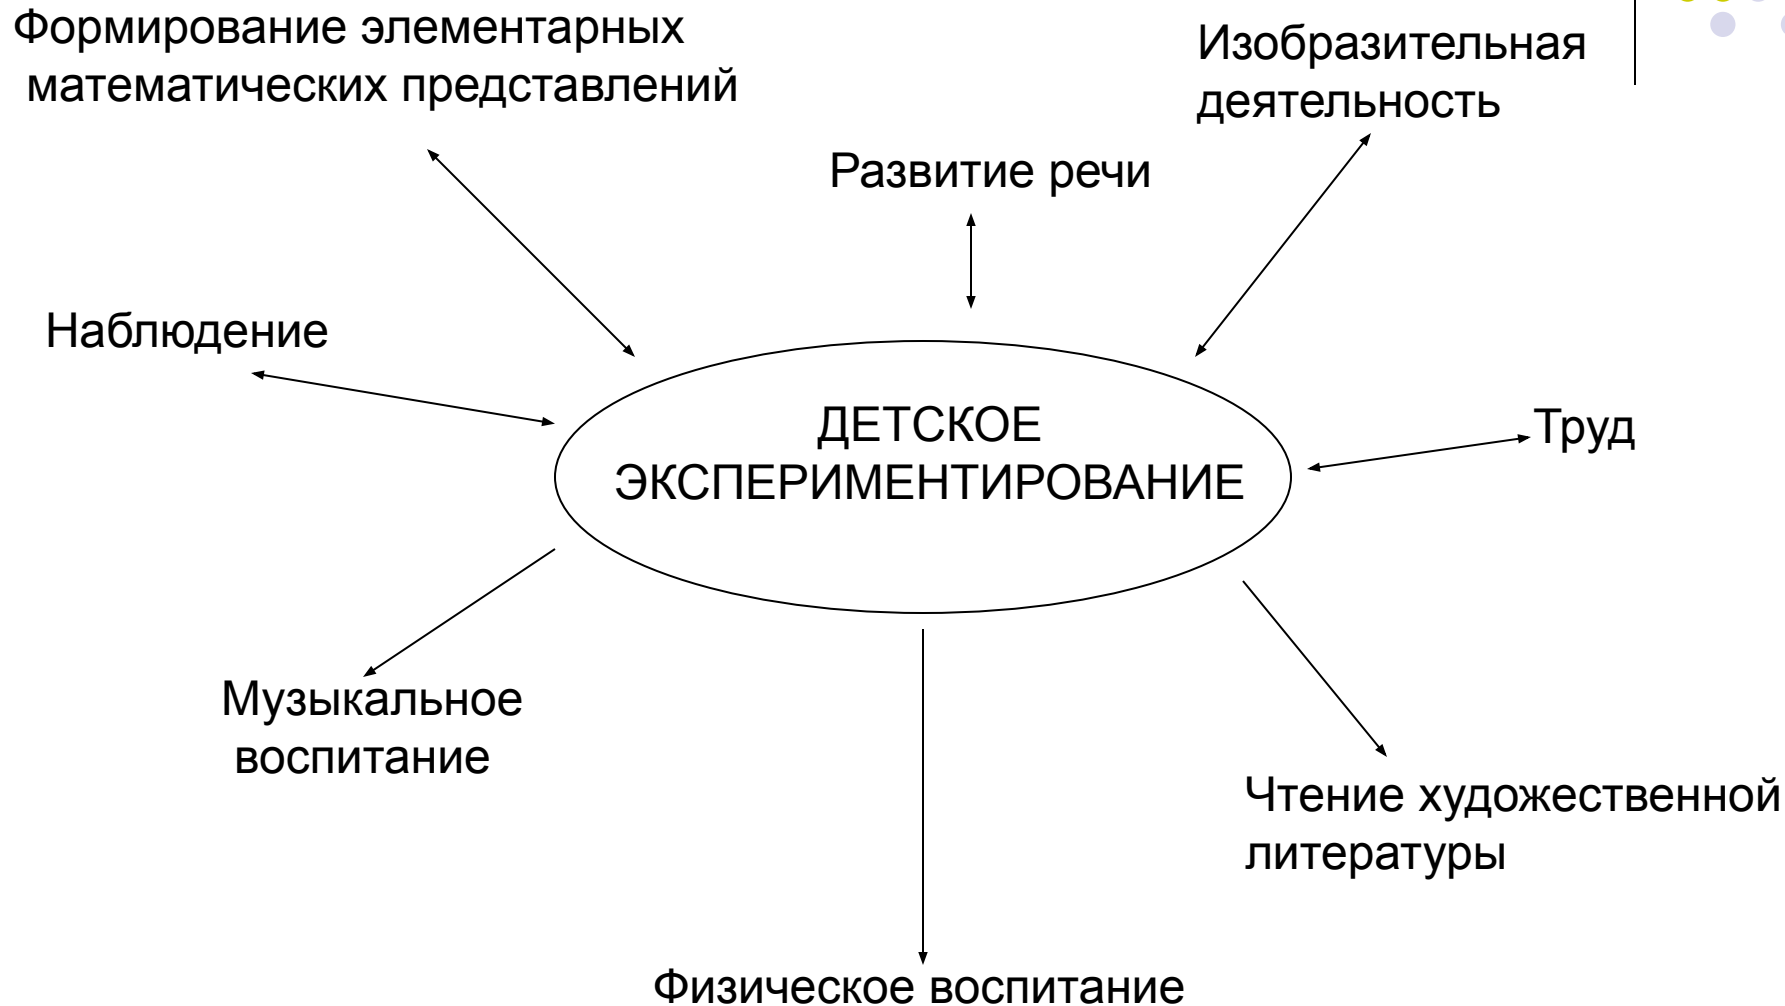 Формирование элементарных
математических представлений
Изобразительная
деятельность
Развитие речи
Наблюдение
ДЕТСКОЕ
ЭКСПЕРИМЕНТИРОВАНИЕ
Труд
Музыкальное
воспитание
Чтение художественной
литературы
Физическое воспитание